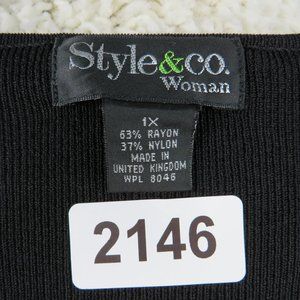 Style&co.
Woman
1X
63% RAYON
37% NYLON
MADE IN
UNITED KINGDOM
WPL 8046
2146